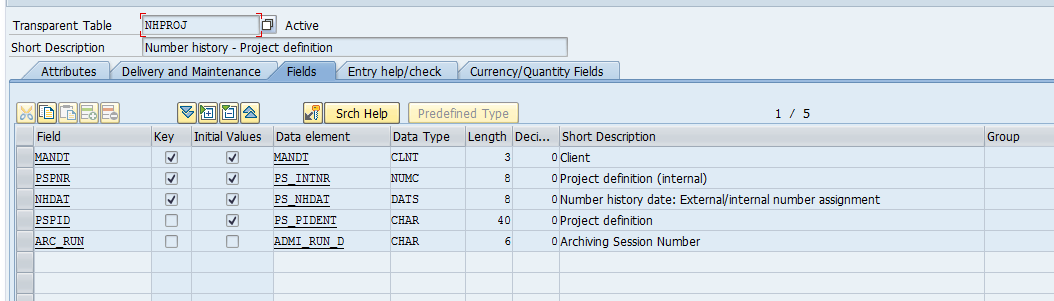 Transparent Table NHPROJ Active
Short Description Number history - Project definition
Attributes Delivery and Maintenance Fields Entry help/check Currency/Quantity Fields
Srch Help Predefined Type 1 / 5
Field Key Initial Values Data element Data Type Length Deci... Short Description Group
MANDT MANDT CLNT 3 0 Client
PSPNR PS_INTNR NUMC 8 0 Project definition (internal)
NHDAT PS_NHDAT DATS 8 0 Number history date: External/internal number assignment
PSPID PS_PIDENT CHAR 40 0 Project definition
ARC_RUN ADMI_RUN_D CHAR 6 0 Archiving Session Number